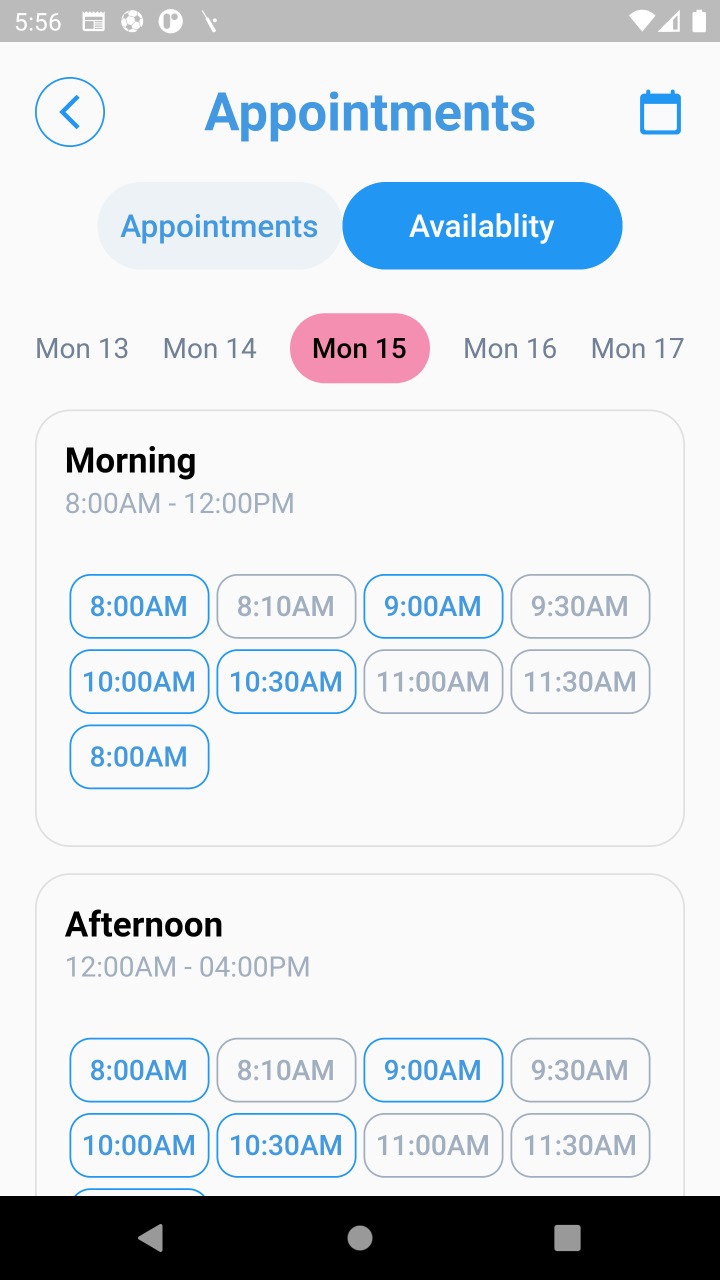 5:56
Appointments
Appointments Availablity
Mon 13 Mon 14 Mon 15 Mon 16 Mon 17
Morning
8:00AM - 12:00PM
8:00AM 8:10AM 9:00AM 9:30AM
10:00AM 10:30AM 11:00AM 11:30AM
8:00AM
Afternoon
12:00AM - 04:00PM
8:00AM 8:10AM 9:00AM 9:30AM
10:00AM 10:30AM 11:00AM 11:30AM